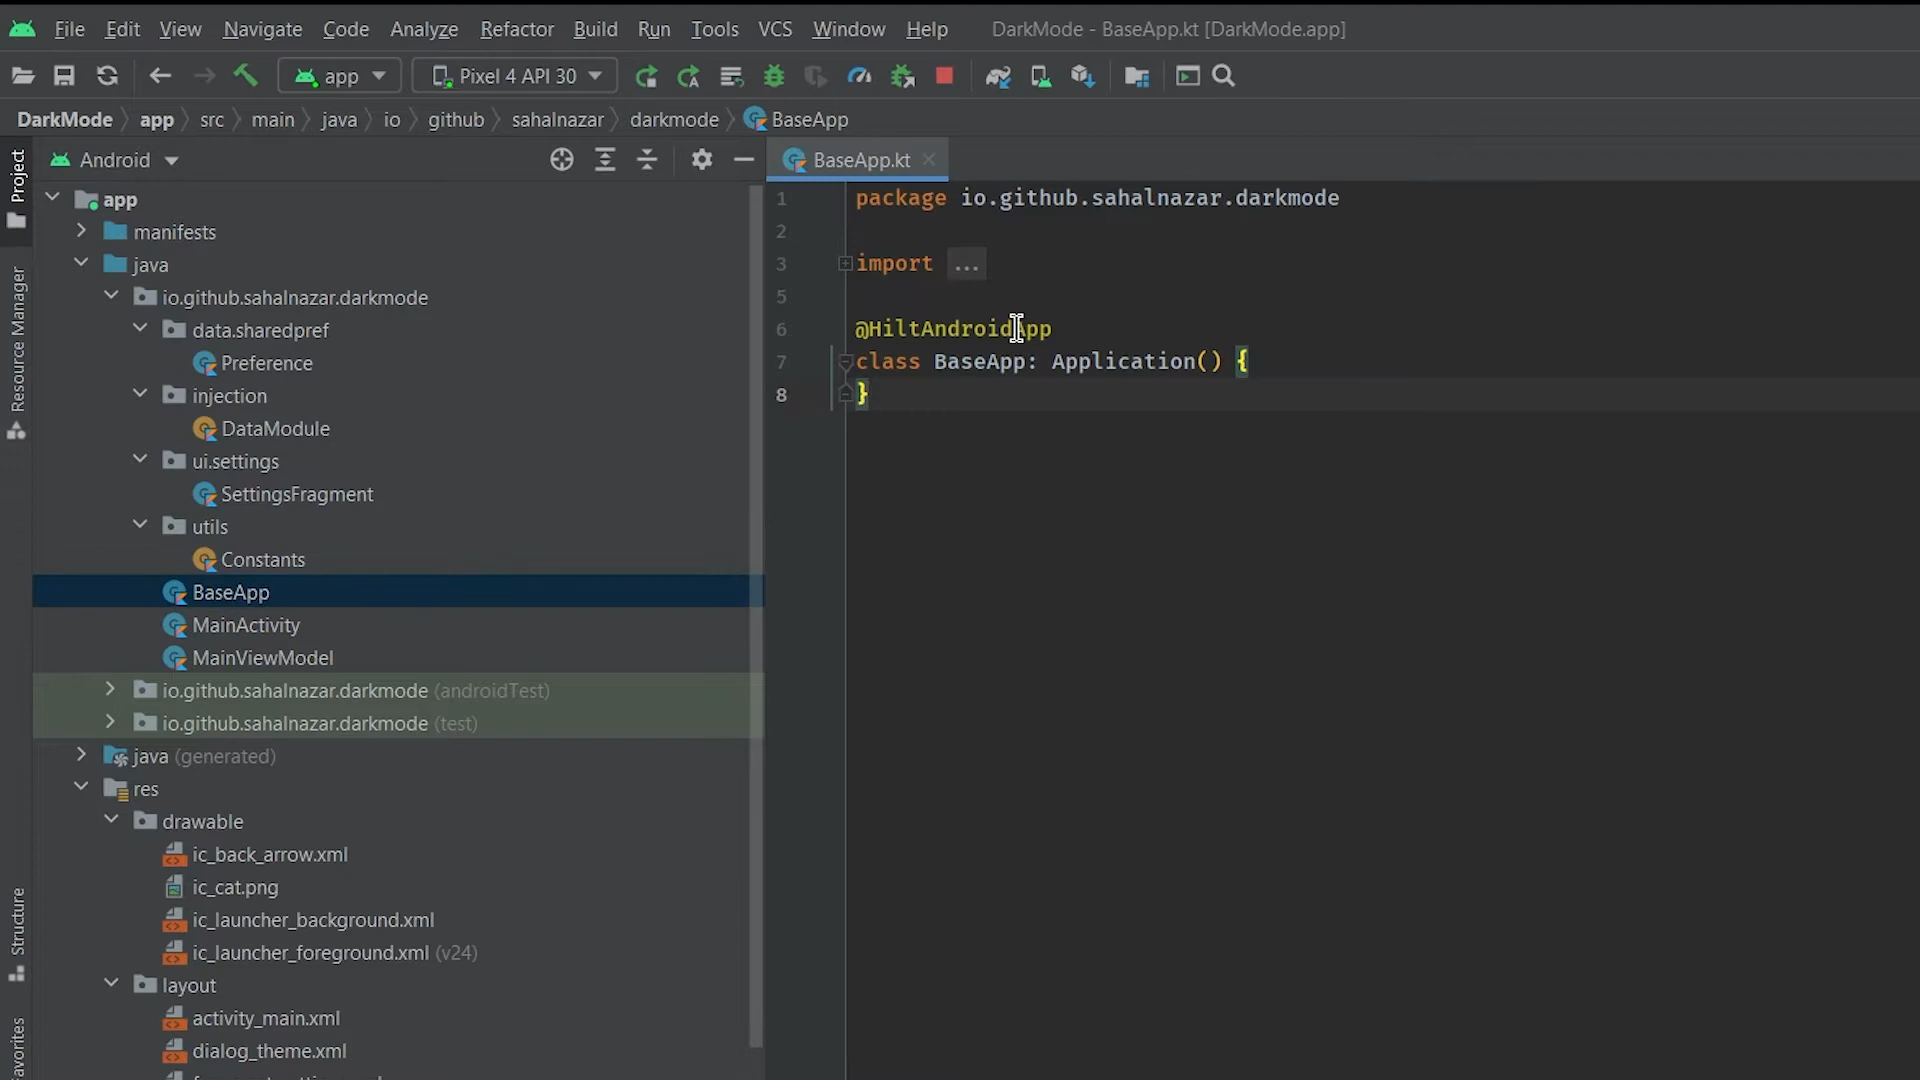 File Edit View Navigate Code Analyze Refactor Build Run Tools VCS Window Help DarkMode - BaseApp.kt [DarkMode.app]
app Pixel 4 API 30
DarkMode app src main java io github sahalnazar darkmode BaseApp
Project
Resource Manager
Structure
Android
app
manifests
java
io.github.sahalnazar.darkmode
data.sharedpref
Preference
injection
DataModule
ui.settings
SettingsFragment
utils
Constants
BaseApp
MainActivity
MainViewModel
io.github.sahalnazar.darkmode (androidTest)
io.github.sahalnazar.darkmode (test)
java (generated)
res
drawable
ic_back_arrow.xml
ic_cat.png
ic_launcher_background.xml
ic_launcher_foreground.xml (v24)
layout
activity_main.xml
dialog_theme.xml
BaseApp.kt
1 package io.github.sahalnazar.darkmode
2
3 import ...
5
6 @HiltAndroidApp
7 class BaseApp: Application() {
8 }